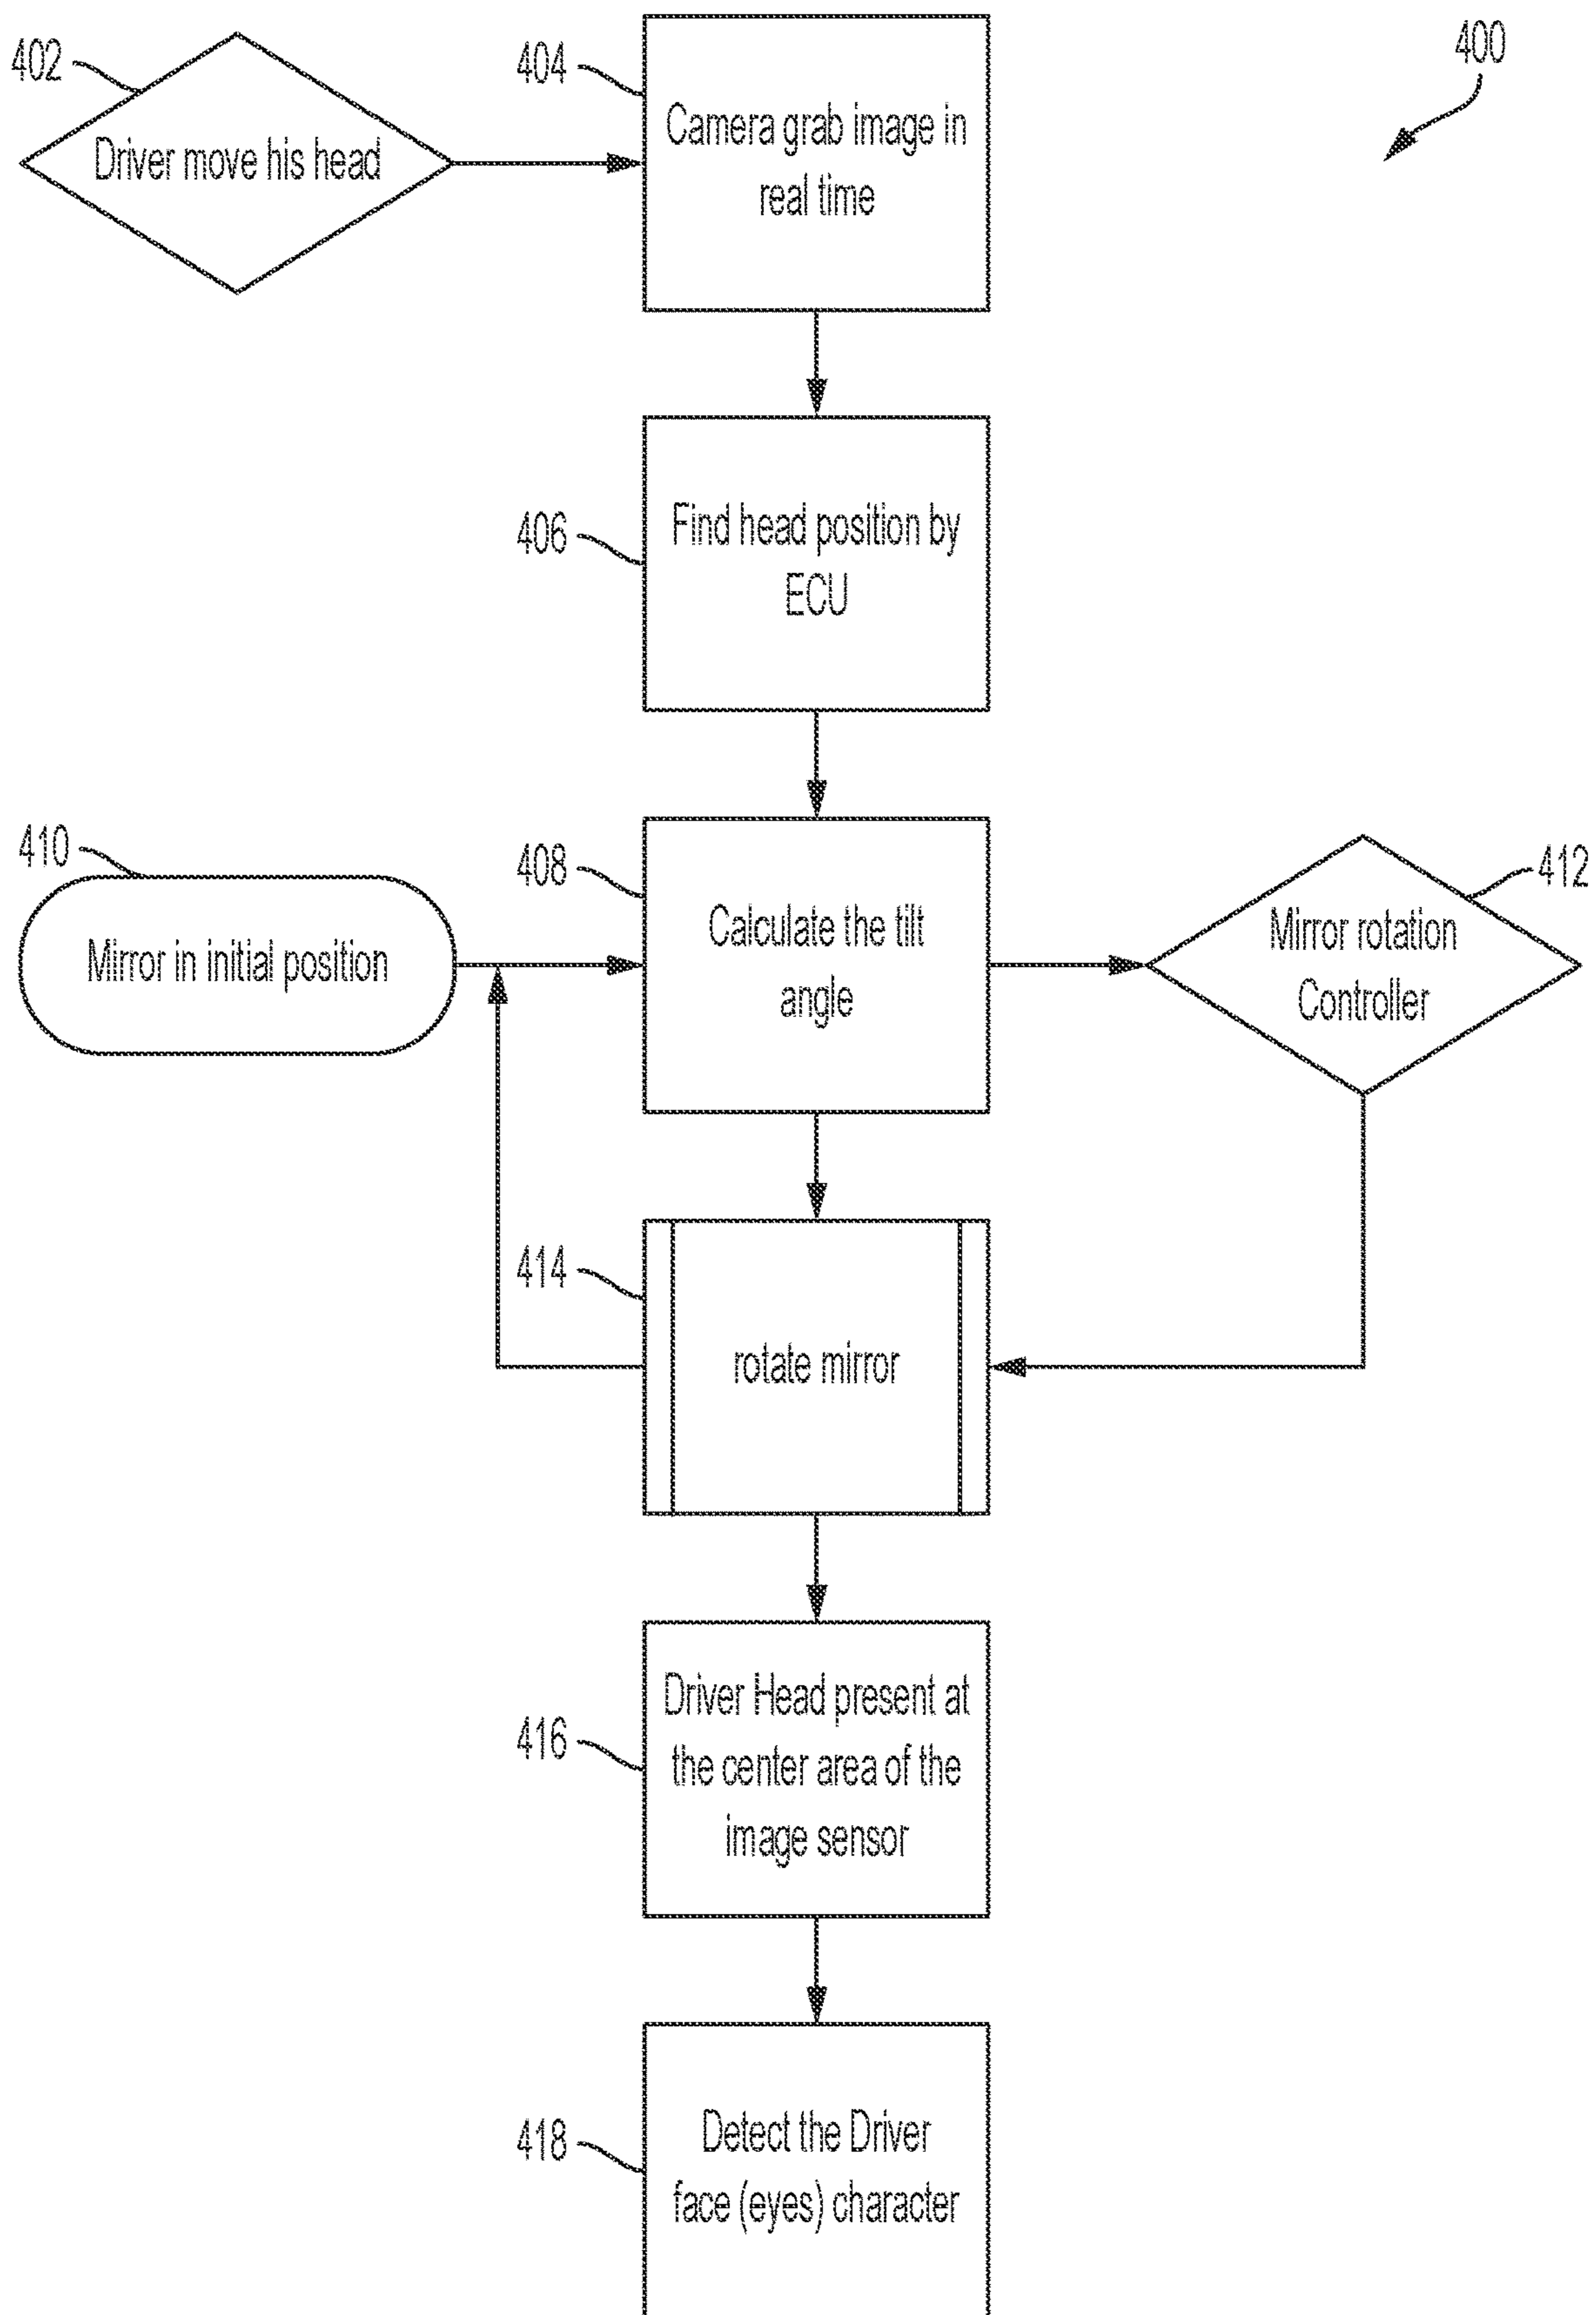 400
402
Driver move his head
404
Camera grab image in
real time
406
Find head position by
ECU
410
Mirror in initial position
408
Calculate the tilt
angle
412
Mirror rotation
Controller
414
rotate mirror
416
Driver Head present at
the center area of the
image sensor
418
Detect the Driver
face (eyes) character